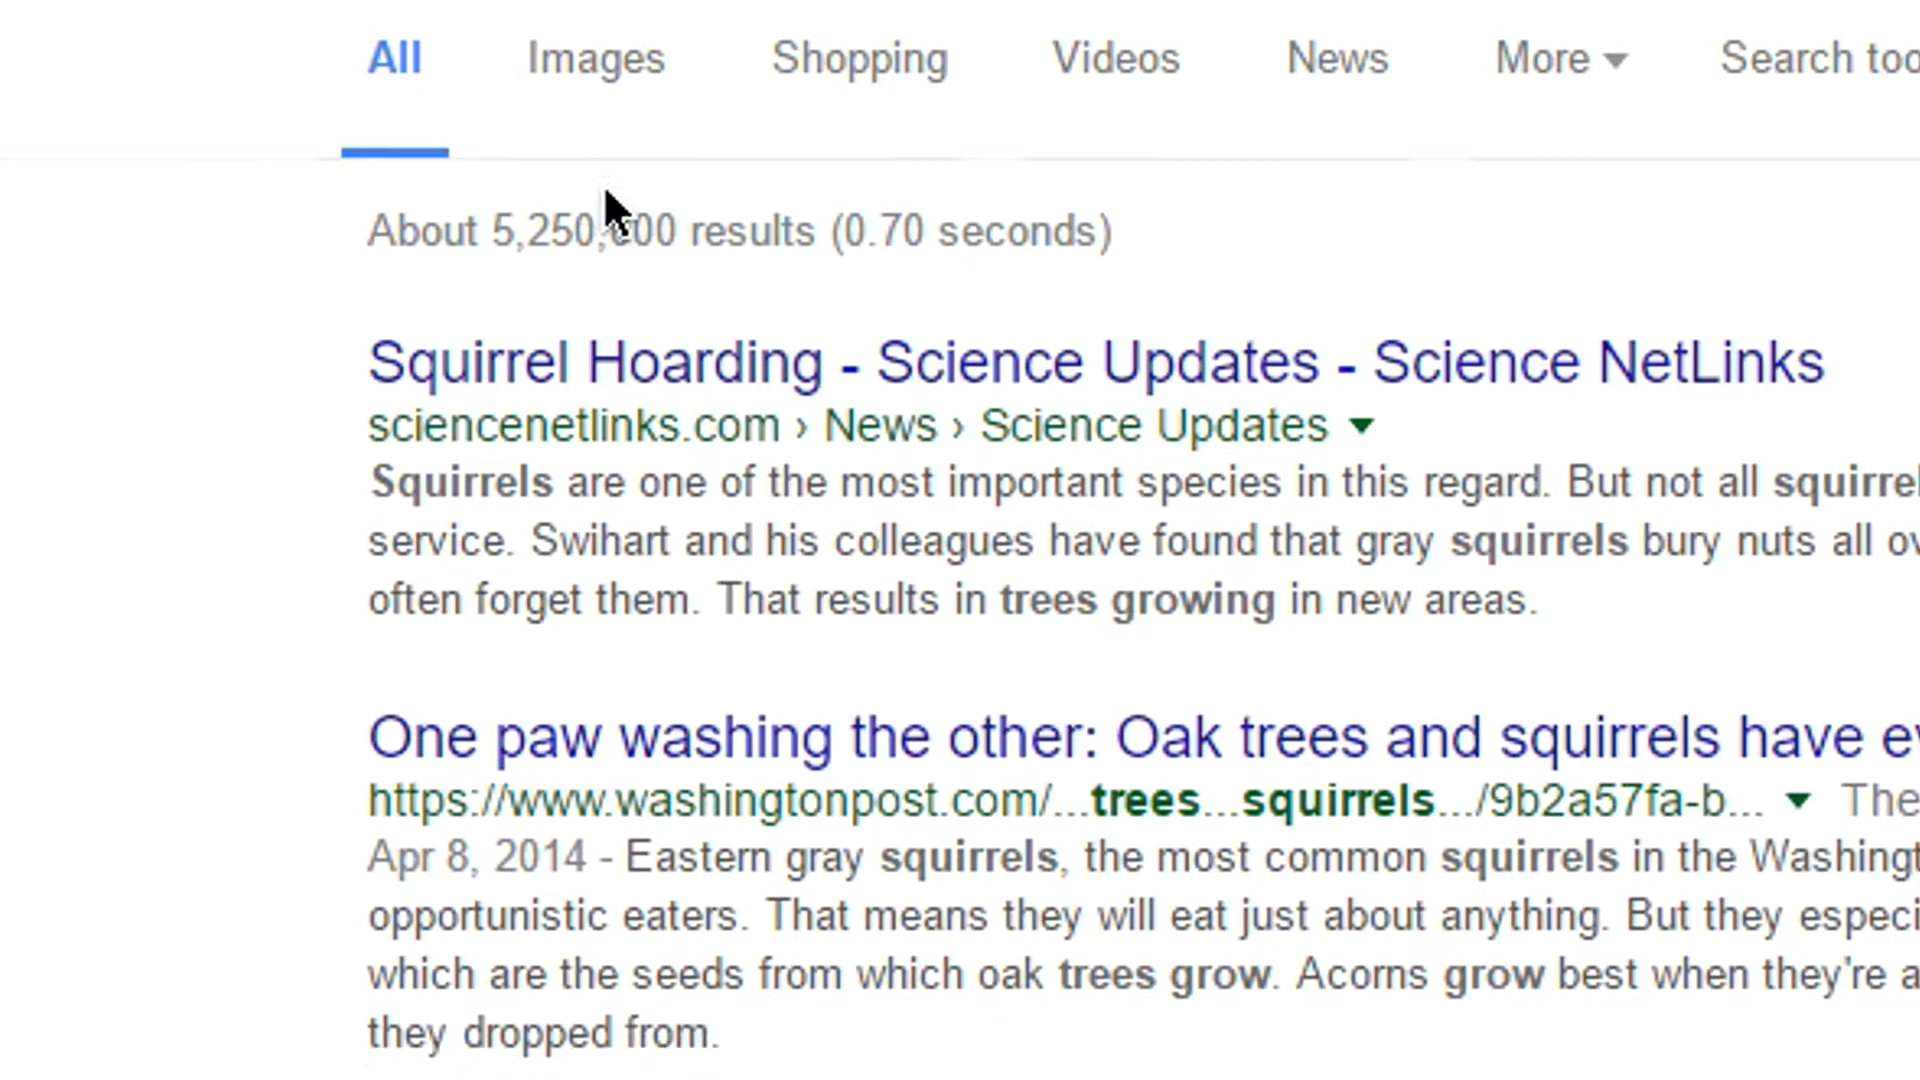 All Images Shopping Videos News More Search too
About 5,250,000 results (0.70 seconds)
Squirrel Hoarding - Science Updates - Science NetLinks
sciencenetlinks.com › News › Science Updates
Squirrels are one of the most important species in this regard. But not all squirrel
service. Swihart and his colleagues have found that gray squirrels bury nuts all ov
often forget them. That results in trees growing in new areas.
One paw washing the other: Oak trees and squirrels have ev
https://www.washingtonpost.com/...trees...squirrels.../9b2a57fa-b... The
Apr 8, 2014 - Eastern gray squirrels, the most common squirrels in the Washingt
opportunistic eaters. That means they will eat just about anything. But they especi
which are the seeds from which oak trees grow. Acorns grow best when they're a
they dropped from.